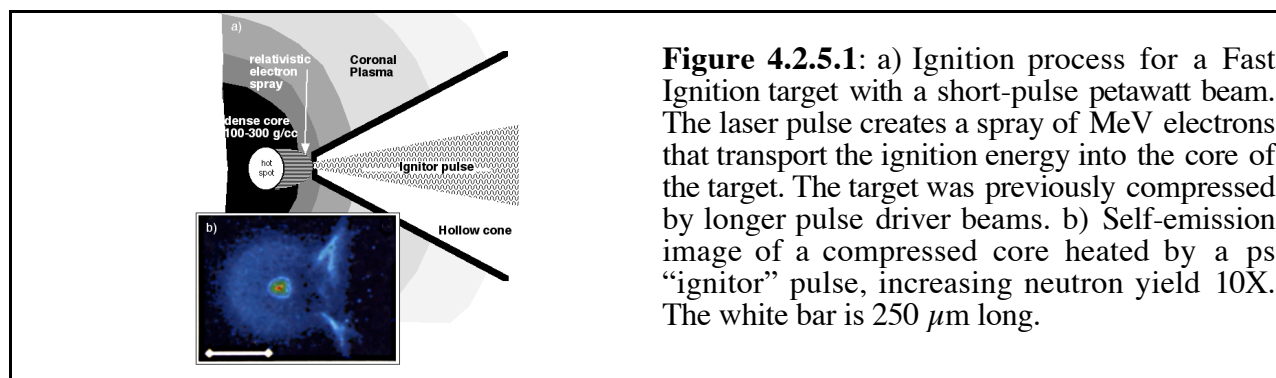 a)
relativistic
electron
spray
Coronal
Plasma
dense core
100-300 g/cc
hot
spot
Ignitor pulse
Hollow cone
b)
Figure 4.2.5.1: a) Ignition process for a Fast
Ignition target with a short-pulse petawatt beam.
The laser pulse creates a spray of MeV electrons
that transport the ignition energy into the core of
the target. The target was previously compressed
by longer pulse driver beams. b) Self-emission
image of a compressed core heated by a ps
“ignitor” pulse, increasing neutron yield 10X.
The white bar is 250 µm long.